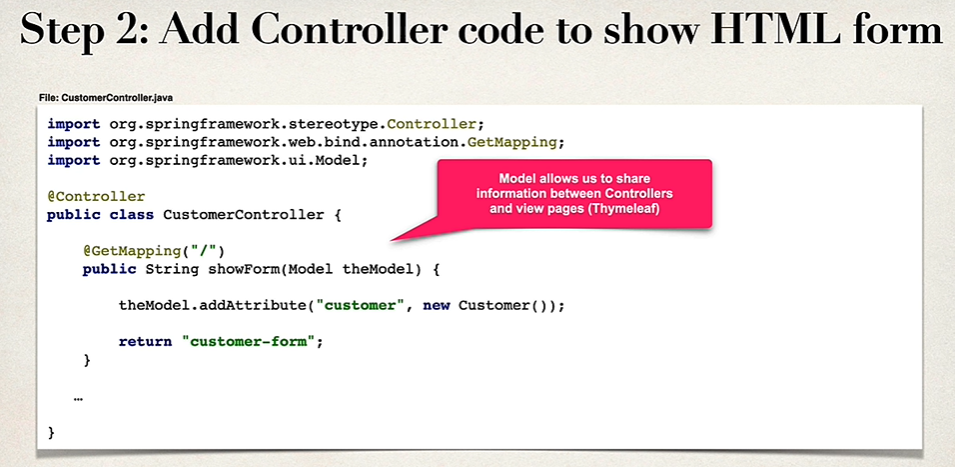 Step 2: Add Controller code to show HTML form
File: CustomerController.java
import org.springframework.stereotype.Controller;
import org.springframework.web.bind.annotation.GetMapping;
import org.springframework.ui.Model;
Model allows us to share
information between Controllers
and view pages (Thymeleaf)
@Controller
public class CustomerController {
@GetMapping("/")
public String showForm(Model theModel) {
theModel.addAttribute("customer", new Customer());
return "customer-form";
}
…
}